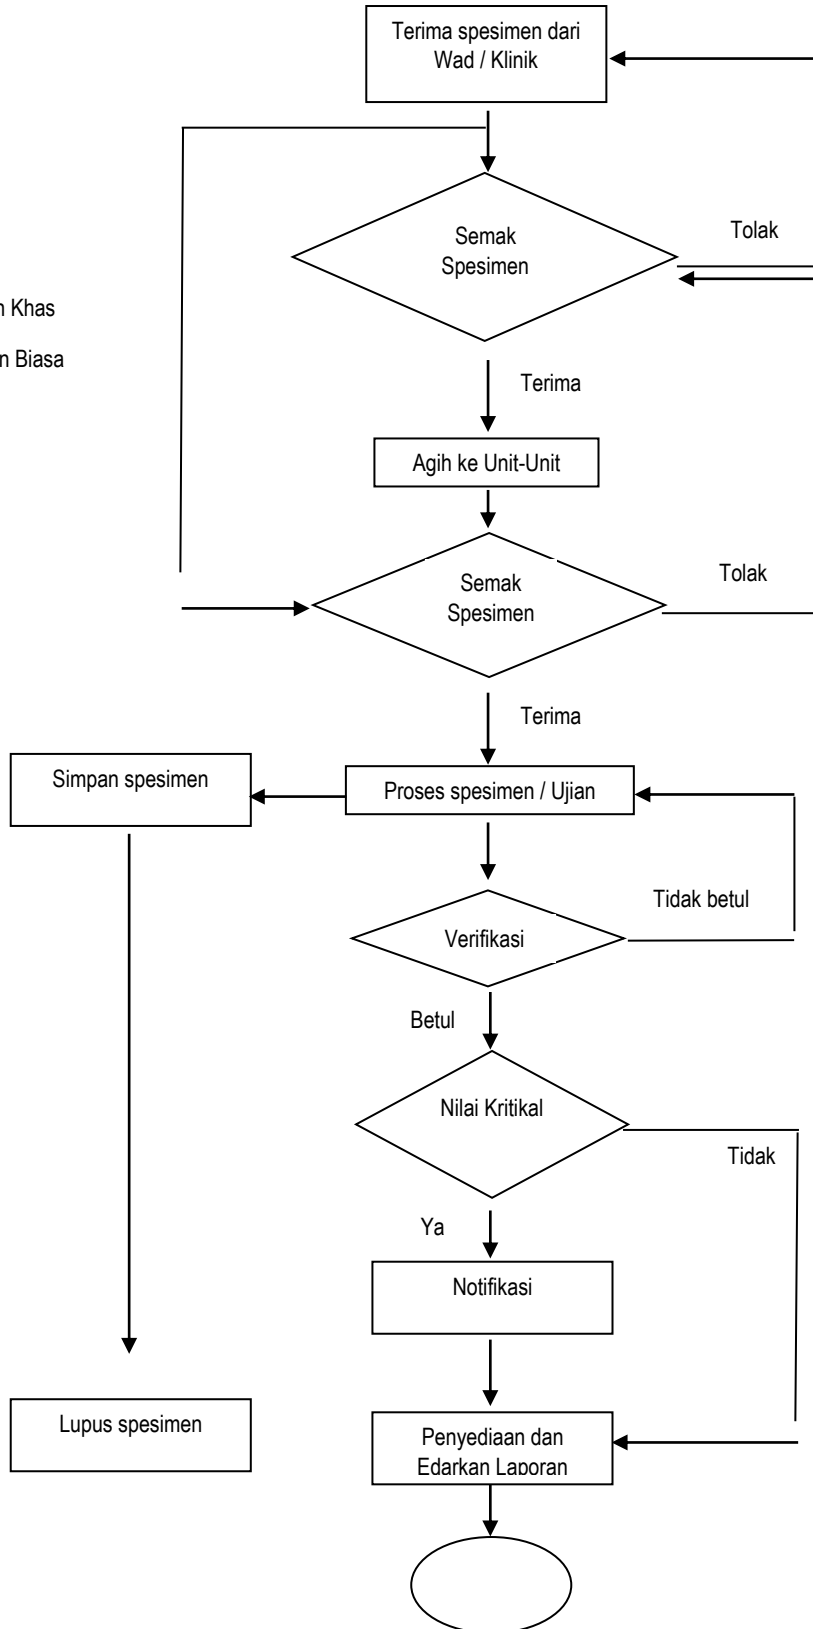 Terima spesimen dari
Wad / Klinik
Semak
Spesimen
Tolak
n Khas
n Biasa
Terima
Agih ke Unit-Unit
Semak
Spesimen
Tolak
Terima
Simpan spesimen
Proses spesimen / Ujian
Tidak betul
Verifikasi
Betul
Nilai Kritikal
Tidak
Ya
Notifikasi
Lupus spesimen
Penyediaan dan
Edarkan Laporan